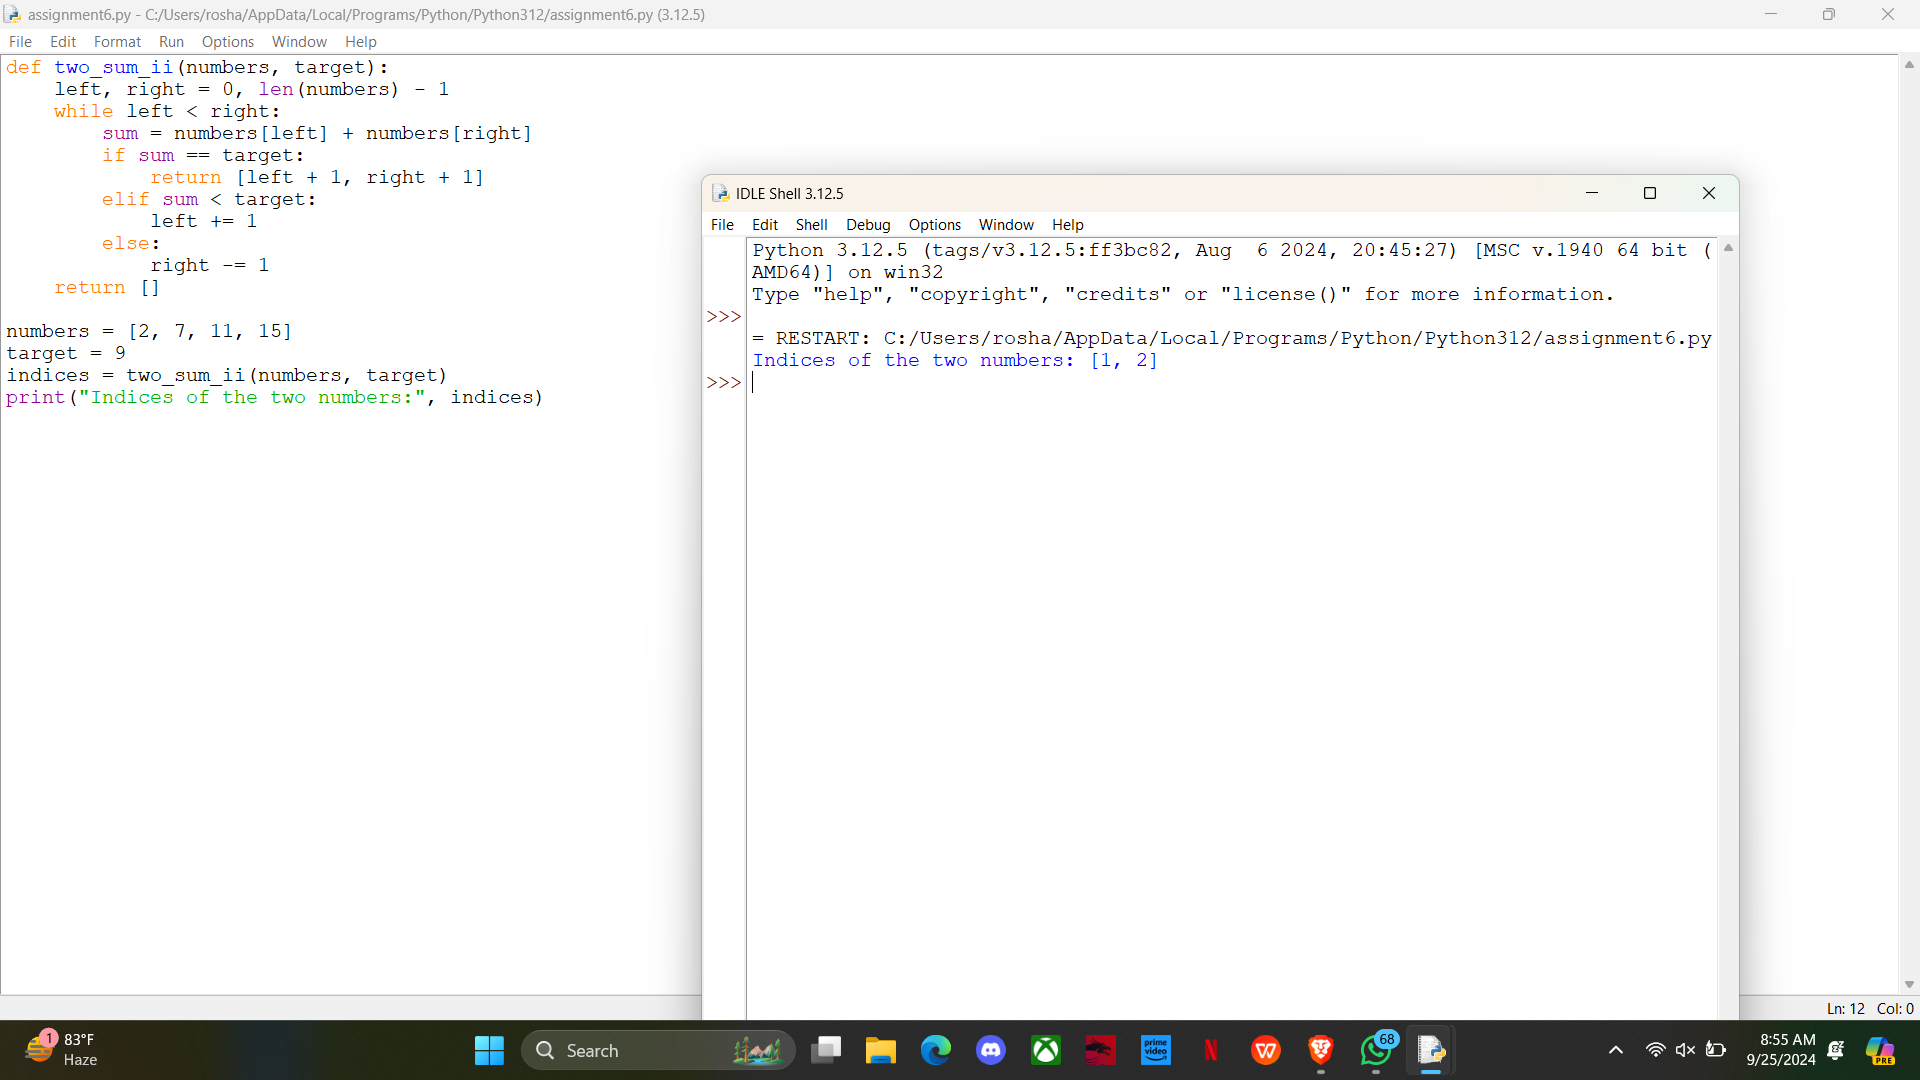 assignment6.py - C:/Users/rosha/AppData/Local/Programs/Python/Python312/assignment6.py (3.12.5)
File Edit Format Run Options Window Help
def two_sum_ii(numbers, target):
    left, right = 0, len(numbers) - 1
    while left < right:
        sum = numbers[left] + numbers[right]
        if sum == target:
            return [left + 1, right + 1]
        elif sum < target:
            left += 1
        else:
            right -= 1
    return []
numbers = [2, 7, 11, 15]
target = 9
indices = two_sum_ii(numbers, target)
print("Indices of the two numbers:", indices)
IDLE Shell 3.12.5
File Edit Shell Debug Options Window Help
Python 3.12.5 (tags/v3.12.5:ff3bc82, Aug  6 2024, 20:45:27) [MSC v.1940 64 bit (
AMD64)] on win32
Type "help", "copyright", "credits" or "license()" for more information.
>>>
= RESTART: C:/Users/rosha/AppData/Local/Programs/Python/Python312/assignment6.py
Indices of the two numbers: [1, 2]
>>>
Ln: 12 Col: 0
1
83°F
Haze
Search
prime
video
N
W
68
8:55 AM
9/25/2024
PRE